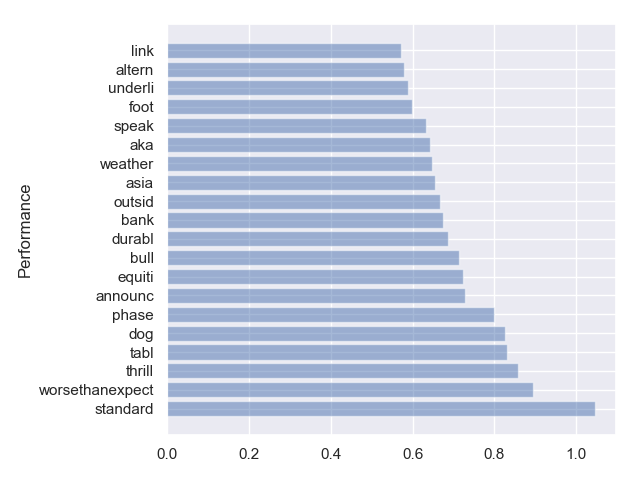 link
altern
underli
foot
speak
aka
weather
asia
outsid
bank
durabl
bull
equiti
announc
phase
dog
tabl
thrill
worsethanexpect
standard
Performance
0.0 0.2 0.4 0.6 0.8 1.0